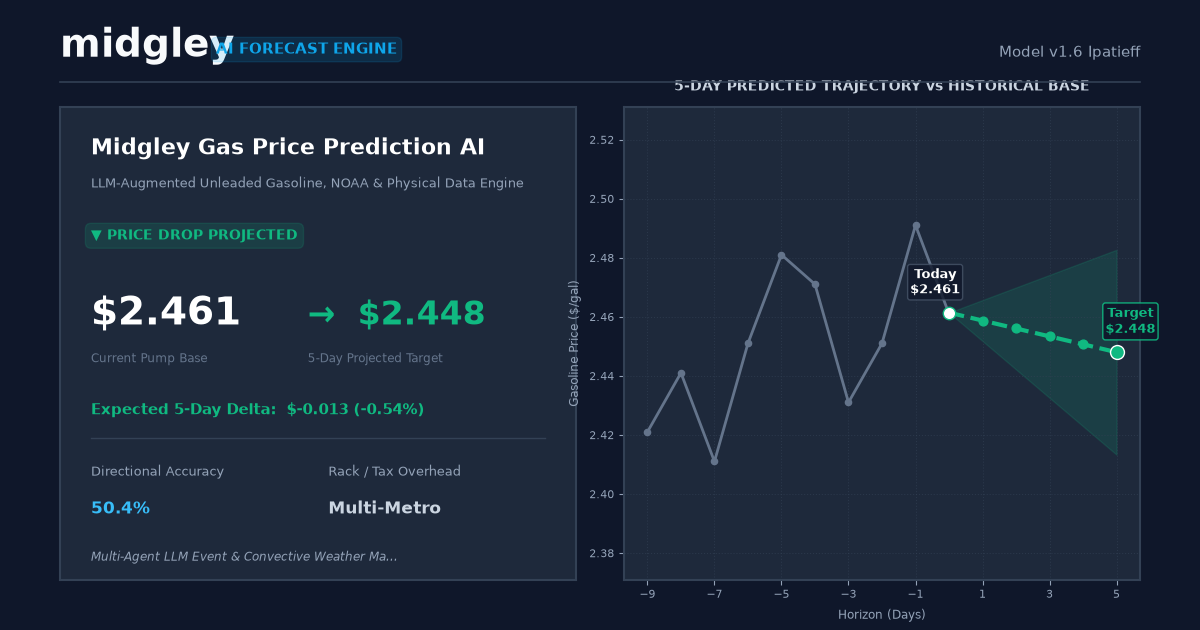 midgley
AI FORECAST ENGINE
Model v1.6 Ipatieff
Midgley Gas Price Prediction AI
LLM-Augmented Unleaded Gasoline, NOAA & Physical Data Engine
▼ PRICE DROP PROJECTED
$2.461 → $2.448
Current Pump Base
5-Day Projected Target
Expected 5-Day Delta: $-0.013 (-0.54%)
Directional Accuracy
Rack / Tax Overhead
50.4%
Multi-Metro
Multi-Agent LLM Event & Convective Weather Ma...
5-DAY PREDICTED TRAJECTORY vs HISTORICAL BASE
Gasoline Price ($/gal)
2.52
2.50
2.48
2.46
2.44
2.42
2.40
2.38
Today
$2.461
Target
$2.448
−9 −7 −5 −3 −1 1 3 5
Horizon (Days)